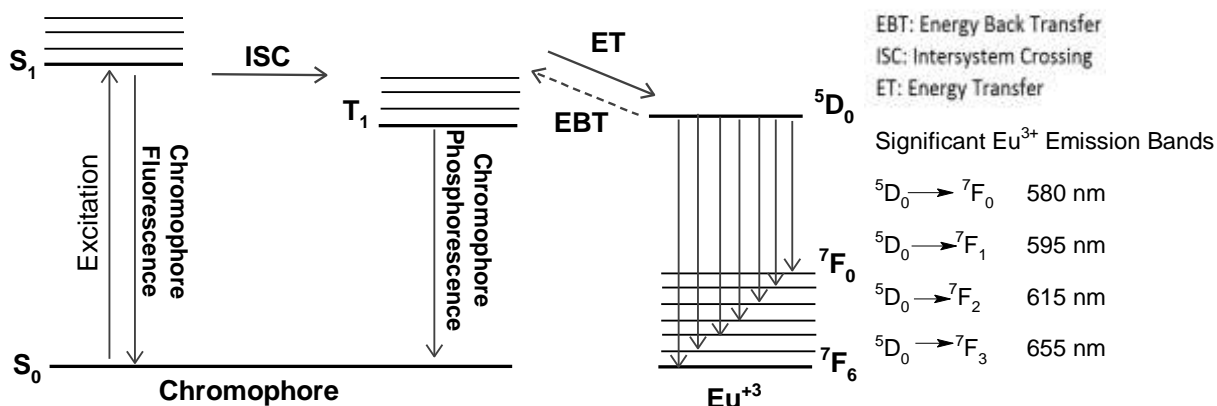 S₁
ISC
T₁
ET
EBT
⁵D₀
Excitation
Chromophore
Fluorescence
Chromophore
Phosphorescence
⁷F₀
⁷F₆
S₀
Chromophore
Eu⁺³
EBT: Energy Back Transfer
ISC: Intersystem Crossing
ET: Energy Transfer
Significant Eu³⁺ Emission Bands
⁵D₀ → ⁷F₀ 580 nm
⁵D₀ → ⁷F₁ 595 nm
⁵D₀ → ⁷F₂ 615 nm
⁵D₀ → ⁷F₃ 655 nm